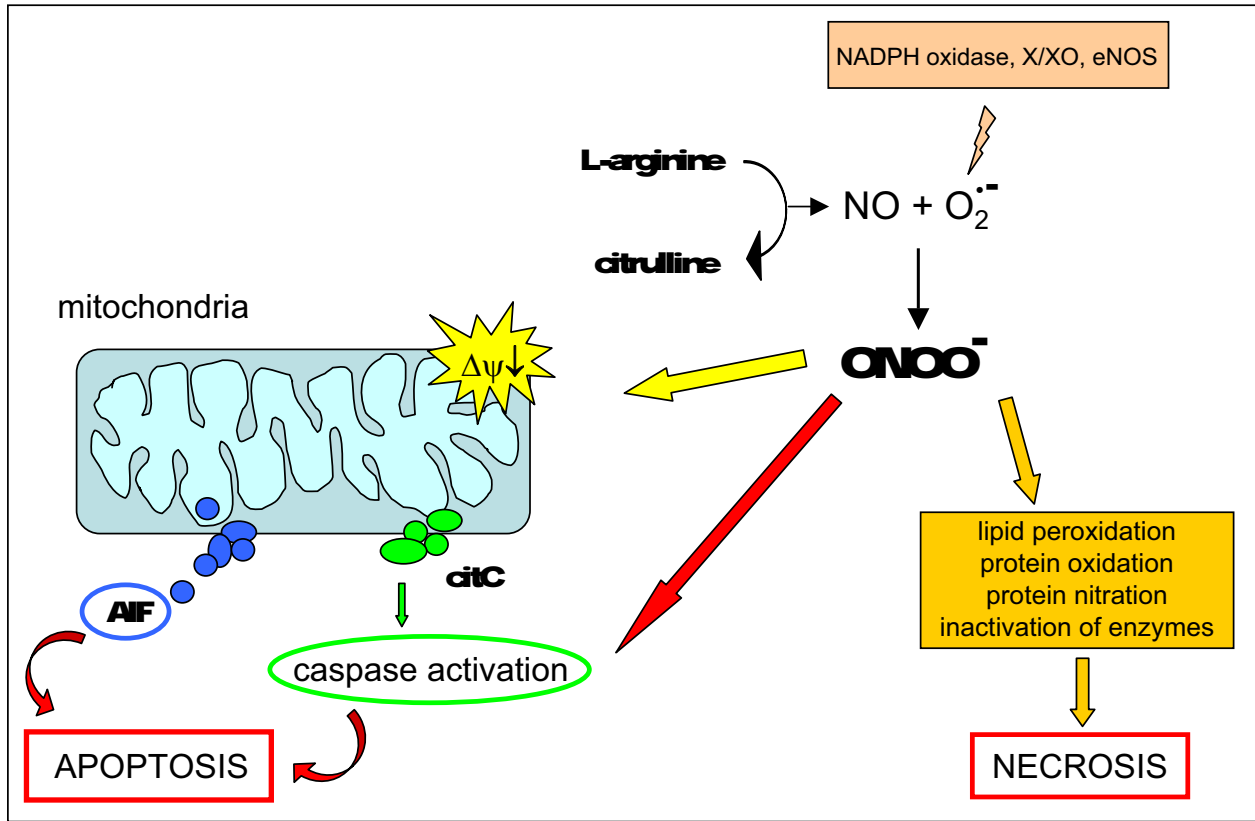 NADPH oxidase, X/XO, eNOS
L-arginine
NO + O₂˙⁻
citrulline
mitochondria
Δψ↓
ONOO⁻
lipid peroxidation
protein oxidation
protein nitration
inactivation of enzymes
citC
AIF
caspase activation
APOPTOSIS
NECROSIS